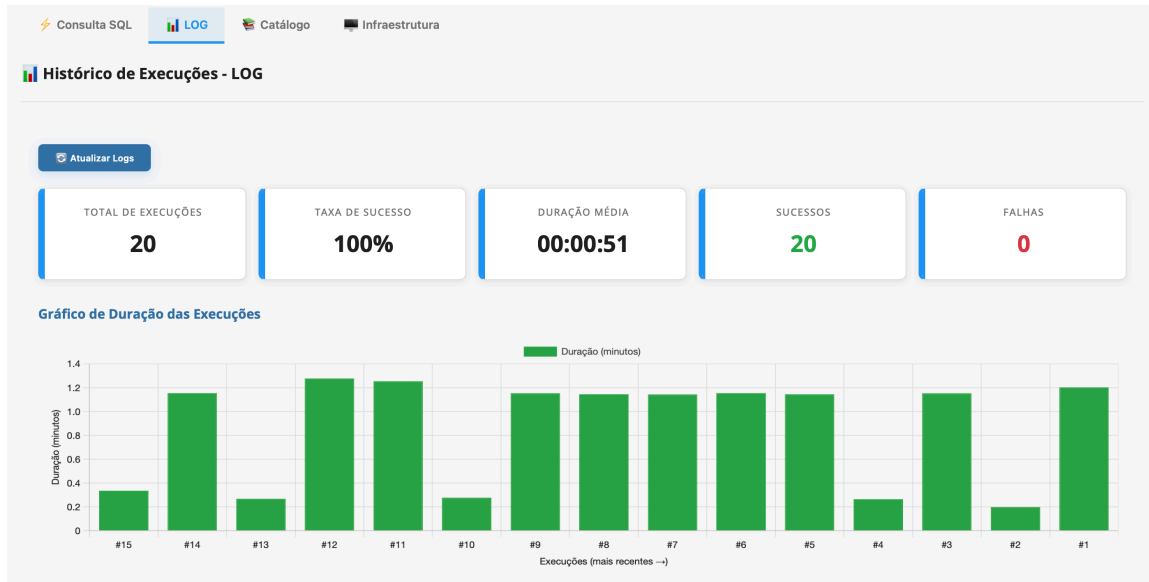 Consulta SQL
LOG
Catálogo
Infraestrutura
Histórico de Execuções - LOG
Atualizar Logs
TOTAL DE EXECUÇÕES
20
TAXA DE SUCESSO
100%
DURAÇÃO MÉDIA
00:00:51
SUCESSOS
20
FALHAS
0
Gráfico de Duração das Execuções
Duração (minutos)
Duração (minutos)
1.4
1.2
1.0
0.8
0.6
0.4
0.2
0
#15
#14
#13
#12
#11
#10
#9
#8
#7
#6
#5
#4
#3
#2
#1
Execuções (mais recentes →)